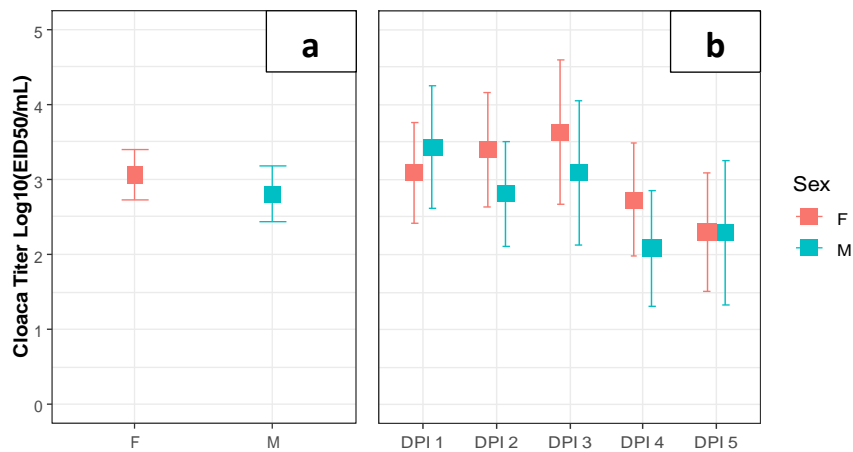 a
b
Cloaca Titer Log10(EID50/mL)
5
4
3
2
1
0
F
M
DPI 1
DPI 2
DPI 3
DPI 4
DPI 5
Sex
F
M